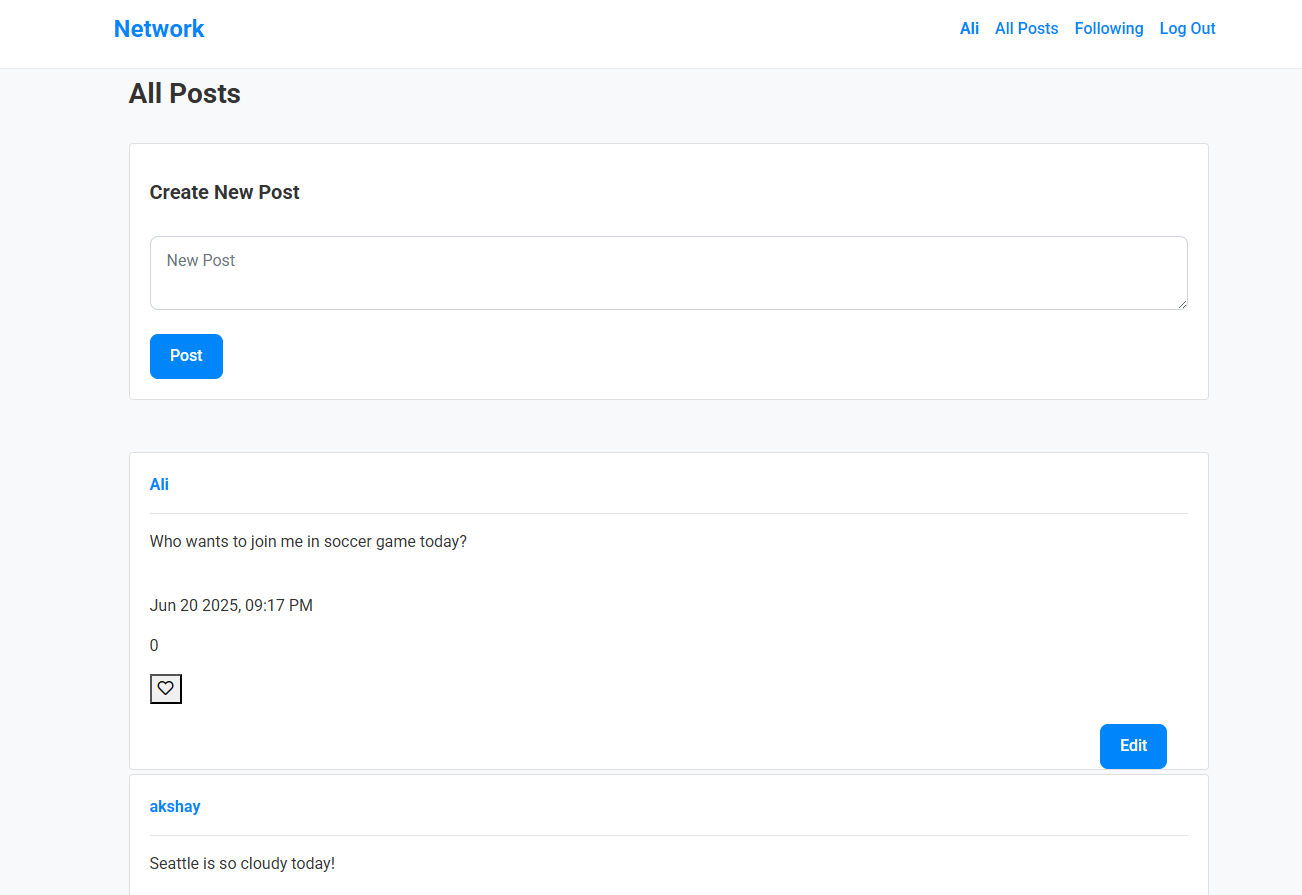 Network
Ali All Posts Following Log Out
All Posts
Create New Post
New Post
Post
Ali
Who wants to join me in soccer game today?
Jun 20 2025, 09:17 PM
0
Edit
akshay
Seattle is so cloudy today!